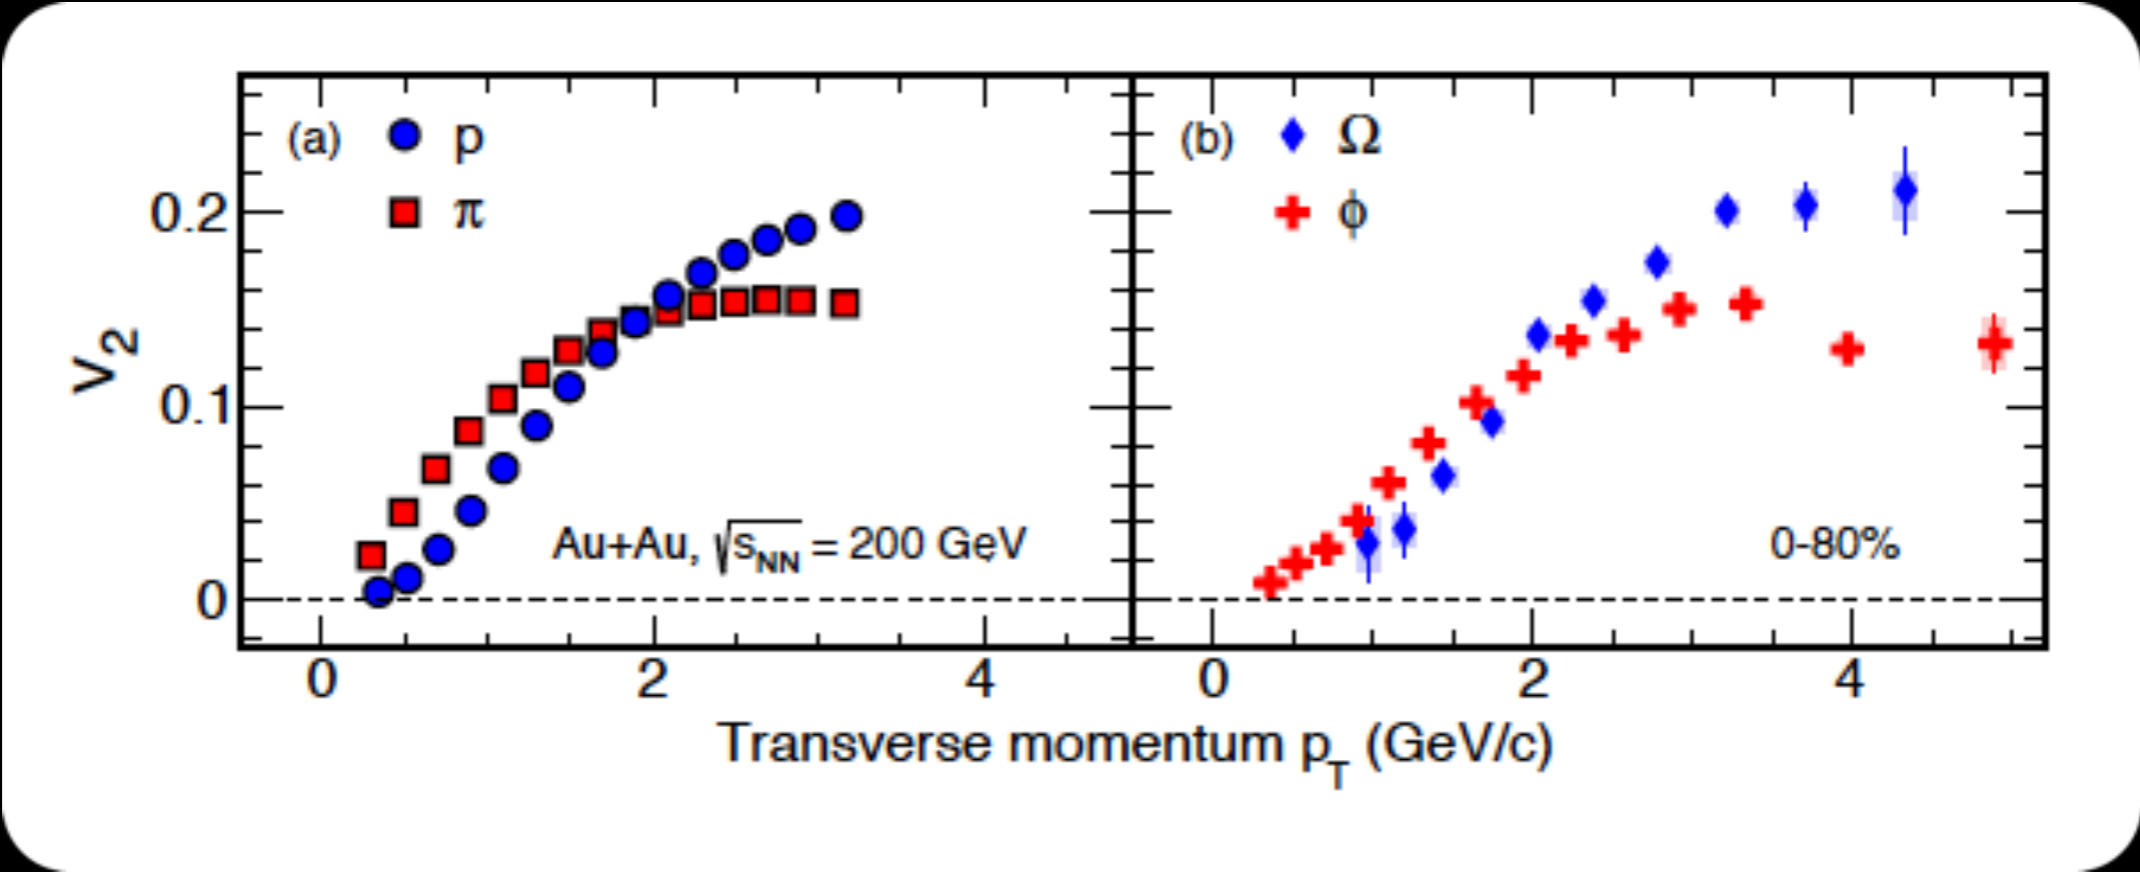 (a) p
π
(b) Ω
ϕ
v2
0.2
0.1
0
Au+Au, √sNN = 200 GeV
0-80%
0 2 4
0 2 4
Transverse momentum pT (GeV/c)